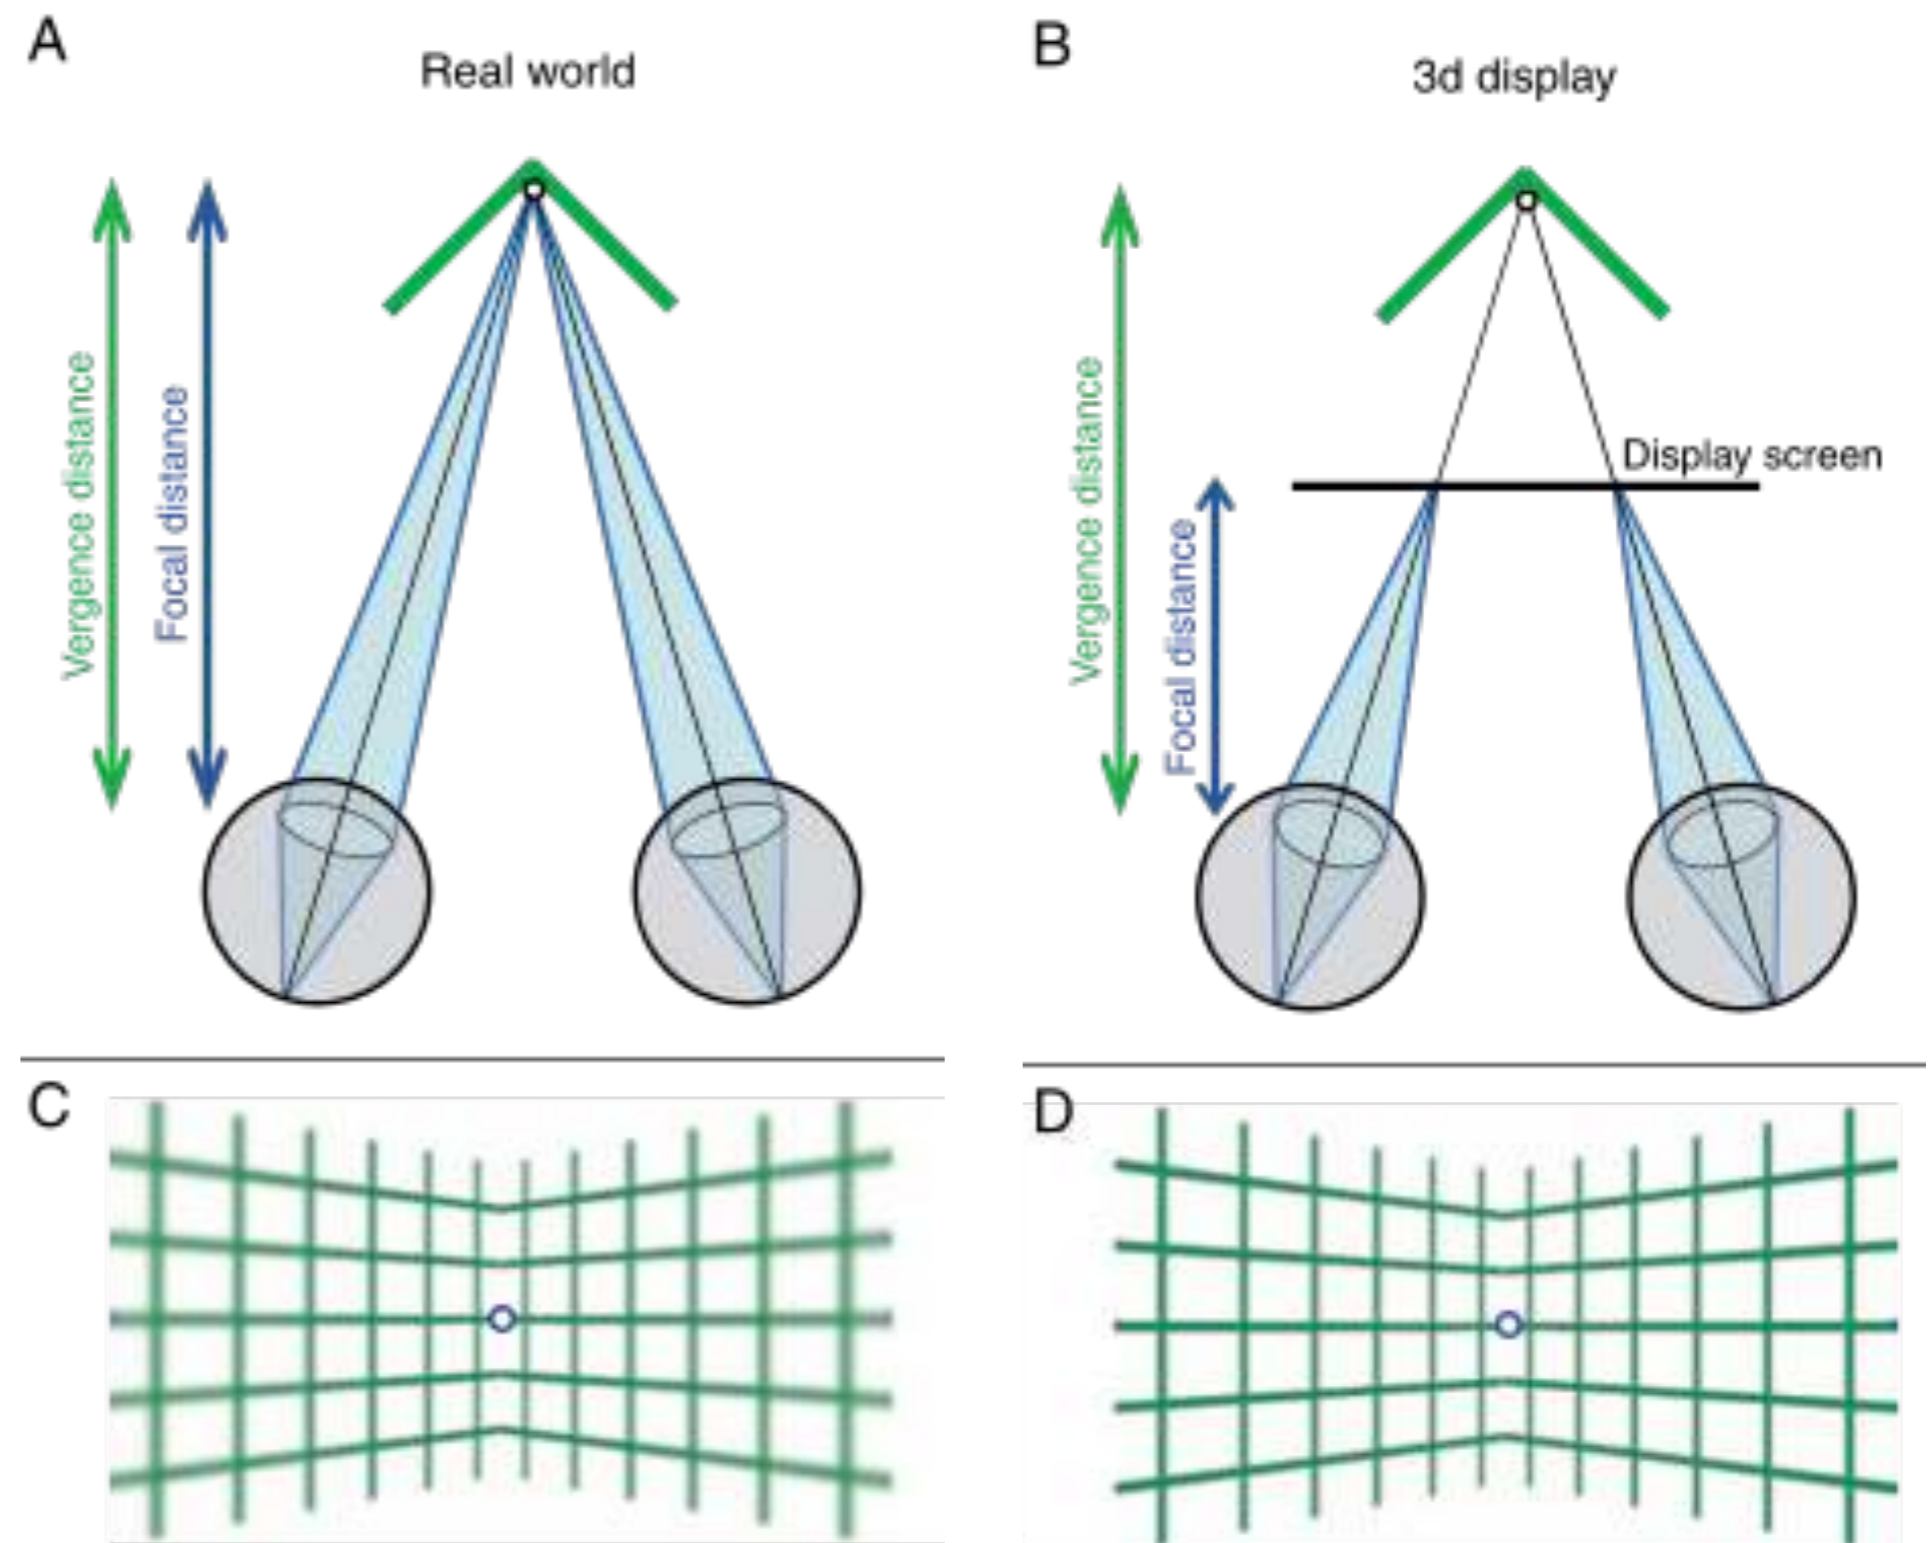 A
Real world
Vergence distance
Focal distance
B
3d display
Display screen
Vergence distance
Focal distance
C
D